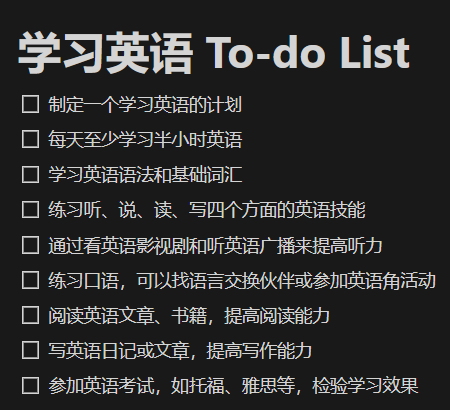 学习英语 To-do List
制定一个学习英语的计划
每天至少学习半小时英语
学习英语语法和基础词汇
练习听、说、读、写四个方面的英语技能
通过看英语影视剧和听英语广播来提高听力
练习口语，可以找语言交换伙伴或参加英语角活动
阅读英语文章、书籍，提高阅读能力
写英语日记或文章，提高写作能力
参加英语考试，如托福、雅思等，检验学习效果